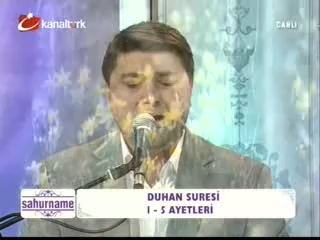 kanaltürk
CANLI
sahurname
DUHAN SURESİ
1 - 5 AYETLERİ